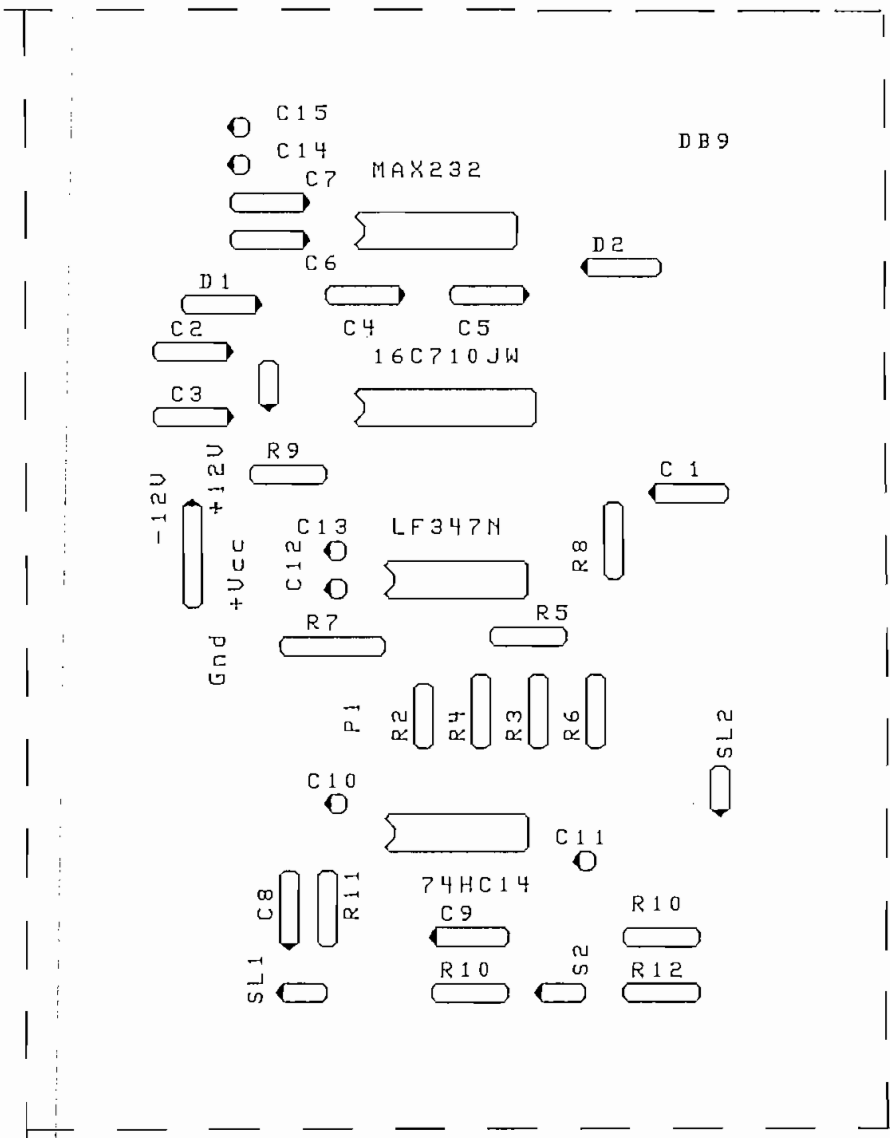 C15
DB9
C14
MAX232
C7
D2
C6
D1
C4
C5
C2
16C710JW
C3
R9
-12V
+12V
C 1
C13
LF347N
C12
R8
+Vcc
R5
R7
Gnd
P1
R2
R4
R3
R6
SL2
C10
C11
74HC14
C8
R11
C9
R10
SL1
R10
S2
R12